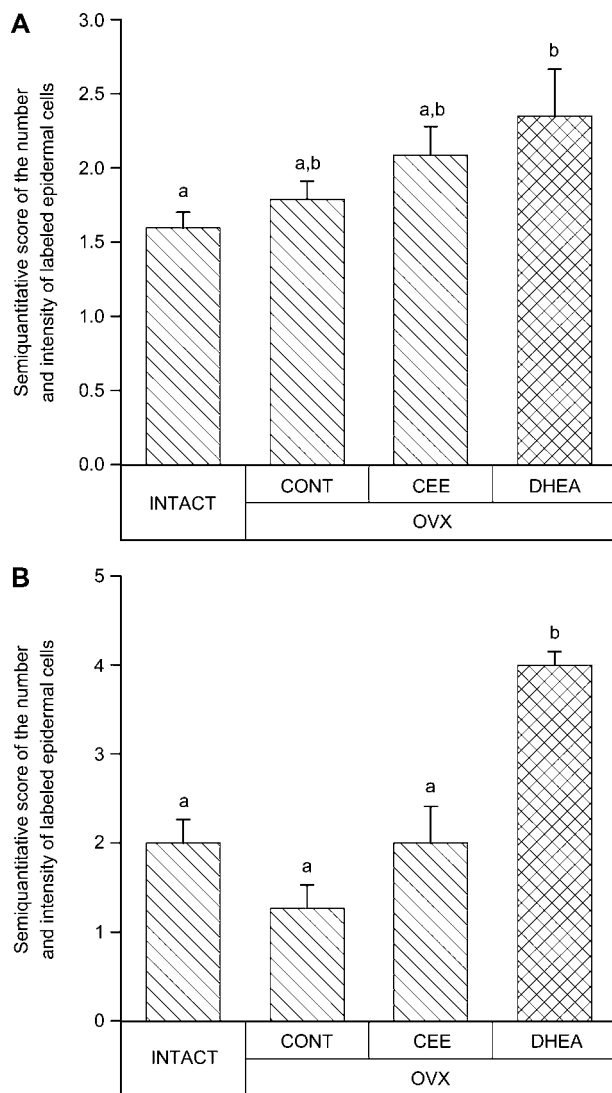 A
Semiquantitative score of the number
and intensity of labeled epidermal cells
3.0
2.5
2.0
1.5
1.0
0.5
0.0
a
a,b
a,b
b
INTACT
CONT
CEE
DHEA
OVX
B
Semiquantitative score of the number
and intensity of labeled epidermal cells
5
4
3
2
1
0
a
a
a
b
INTACT
CONT
CEE
DHEA
OVX